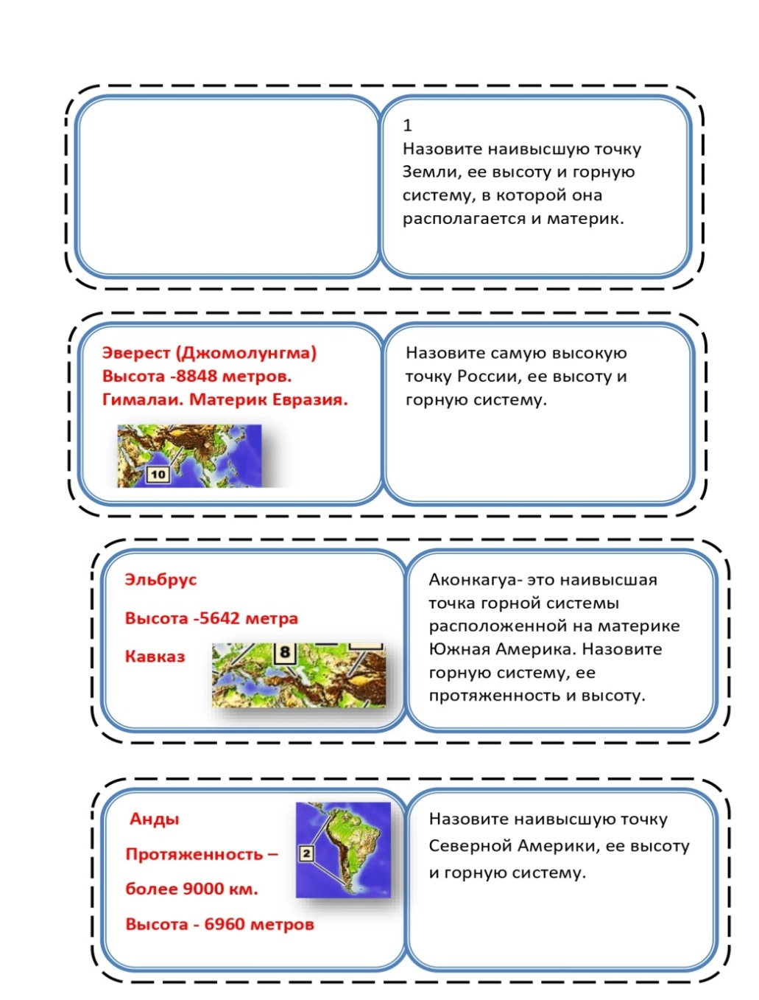 1
Назовите наивысшую точку
Земли, ее высоту и горную
систему, в которой она
располагается и материк.
Эверест (Джомолунгма)
Высота -8848 метров.
Гималаи. Материк Евразия.
10
Назовите самую высокую
точку России, ее высоту и
горную систему.
Эльбрус
Высота -5642 метра
Кавказ
8
Аконкагуа- это наивысшая
точка горной системы
расположенной на материке
Южная Америка. Назовите
горную систему, ее
протяженность и высоту.
Анды
Протяженность –
более 9000 км.
Высота - 6960 метров
2
Назовите наивысшую точку
Северной Америки, ее высоту
и горную систему.